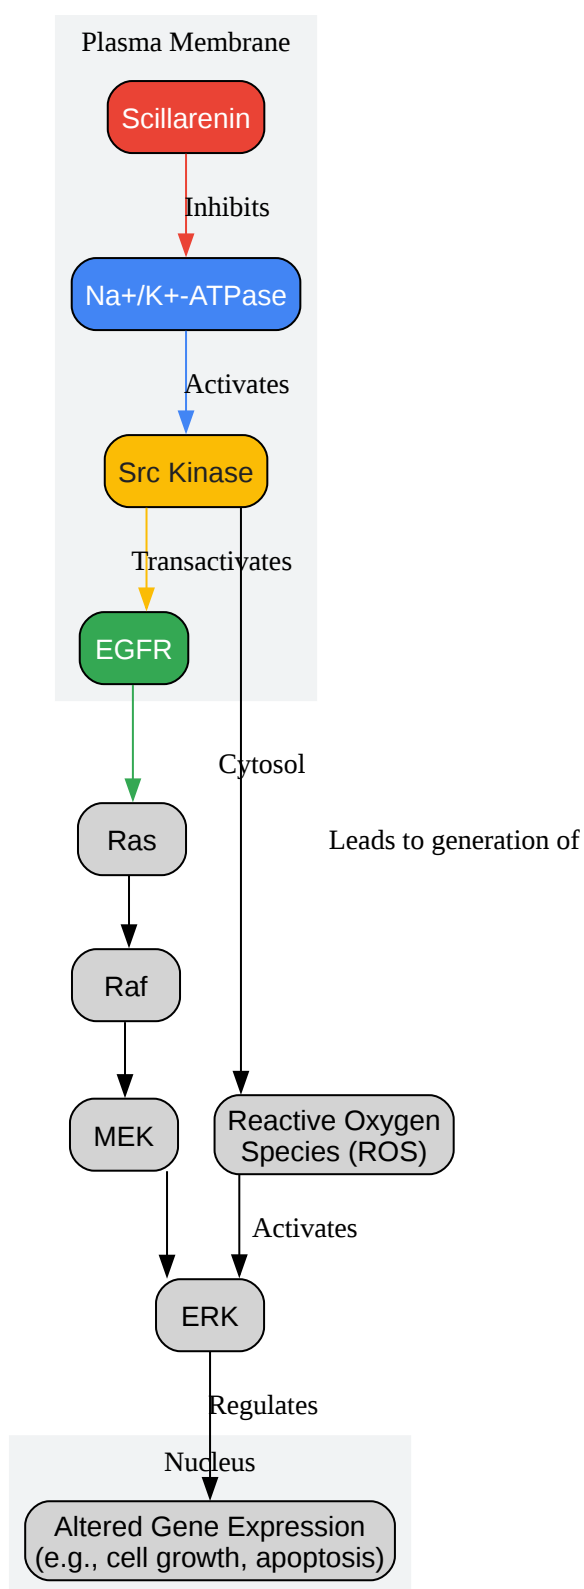 Plasma Membrane
Scillarenin
Inhibits
Na+/K+-ATPase
Activates
Src Kinase
Transactivates
EGFR
Cytosol
Ras
Leads to generation of
Raf
MEK
Reactive Oxygen
Species (ROS)
Activates
ERK
Regulates
Nucleus
Altered Gene Expression
(e.g., cell growth, apoptosis)